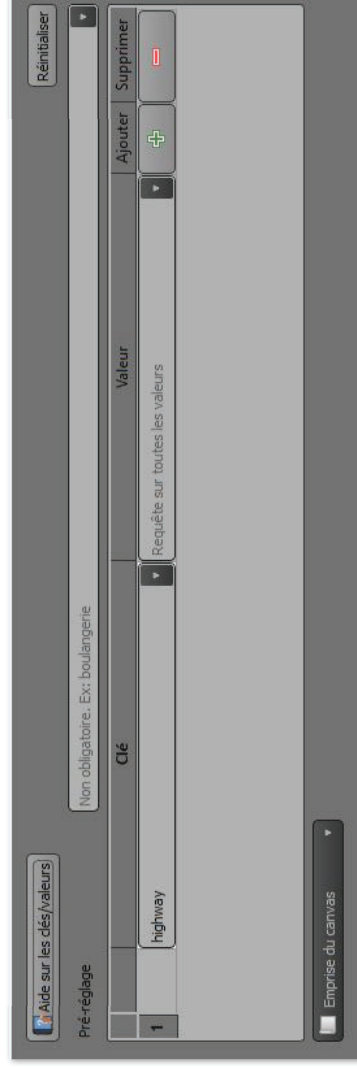 Aide sur les clés/valeurs
Réinitialiser
Pré-réglage
Non obligatoire. Ex: boulangerie
Clé
Valeur
Ajouter
Supprimer
1
highway
Requête sur toutes les valeurs
Emprise du canvas